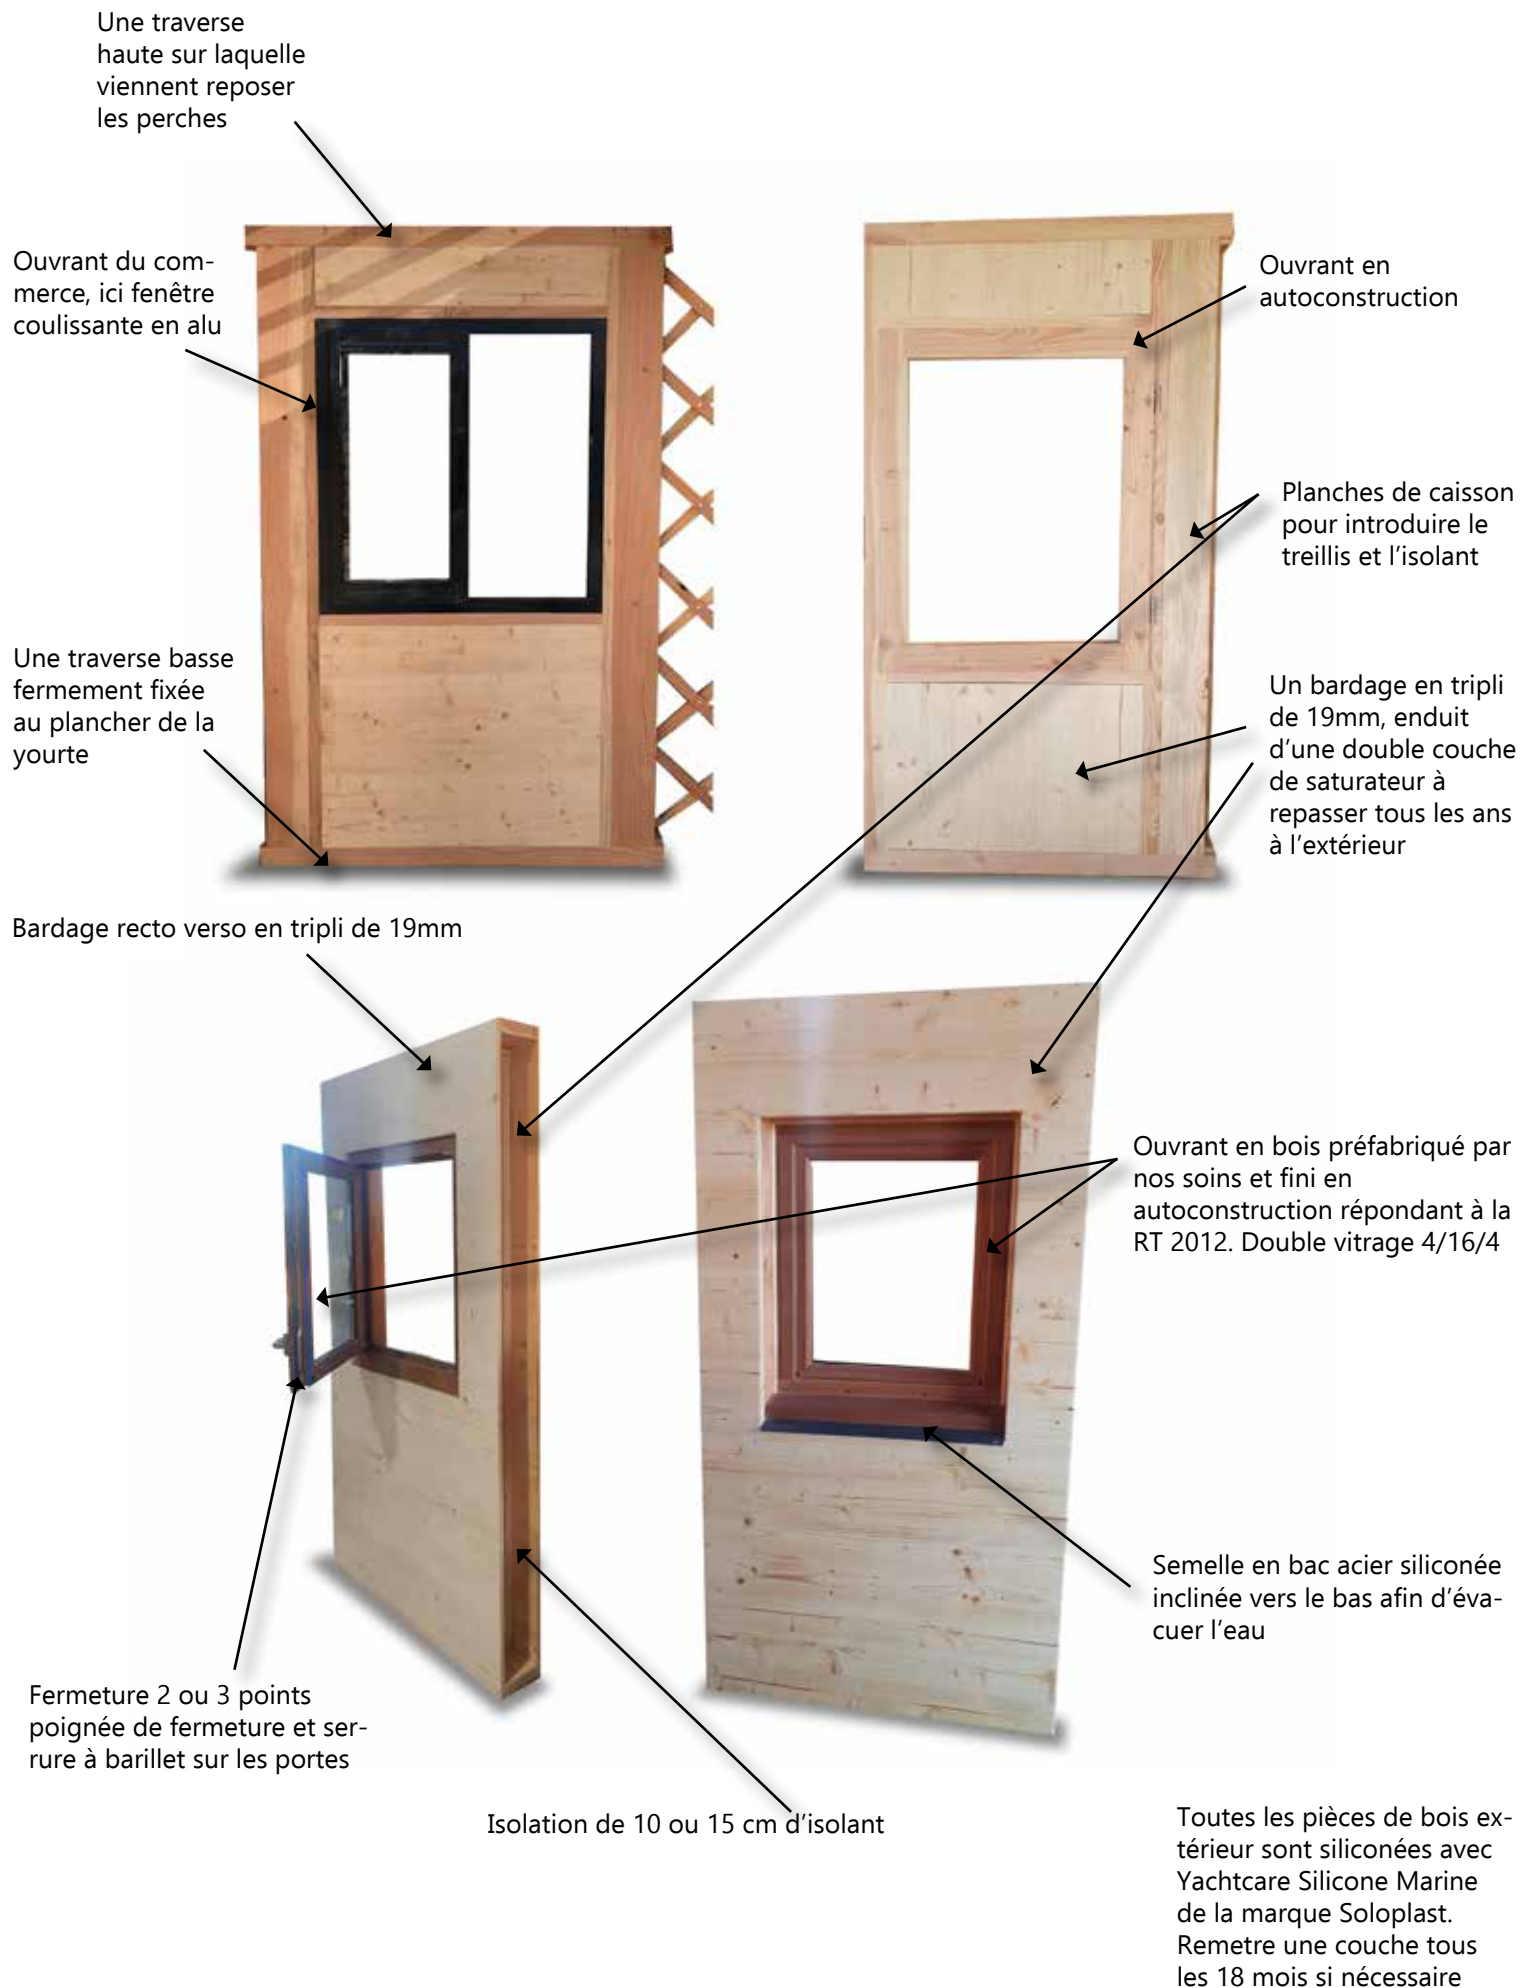 Une traverse
haute sur laquelle
viennent reposer
les perches
Ouvrant du com-
merce, ici fenêtre
coulissante en alu
Ouvrant en
autoconstruction
Planches de caisson
pour introduire le
treillis et l’isolant
Une traverse basse
fermement fixée
au plancher de la
yourte
Un bardage en tripli
de 19mm, enduit
d’une double couche
de saturateur à
repasser tous les ans
à l’extérieur
Bardage recto verso en tripli de 19mm
Ouvrant en bois préfabriqué par
nos soins et fini en
autoconstruction répondant à la
RT 2012. Double vitrage 4/16/4
Semelle en bac acier siliconée
inclinée vers le bas afin d’éva-
cuer l’eau
Fermeture 2 ou 3 points
poignée de fermeture et ser-
rure à barillet sur les portes
Isolation de 10 ou 15 cm d’isolant
Toutes les pièces de bois ex-
térieur sont siliconées avec
Yachtcare Silicone Marine
de la marque Soloplast.
Remetre une couche tous
les 18 mois si nécessaire